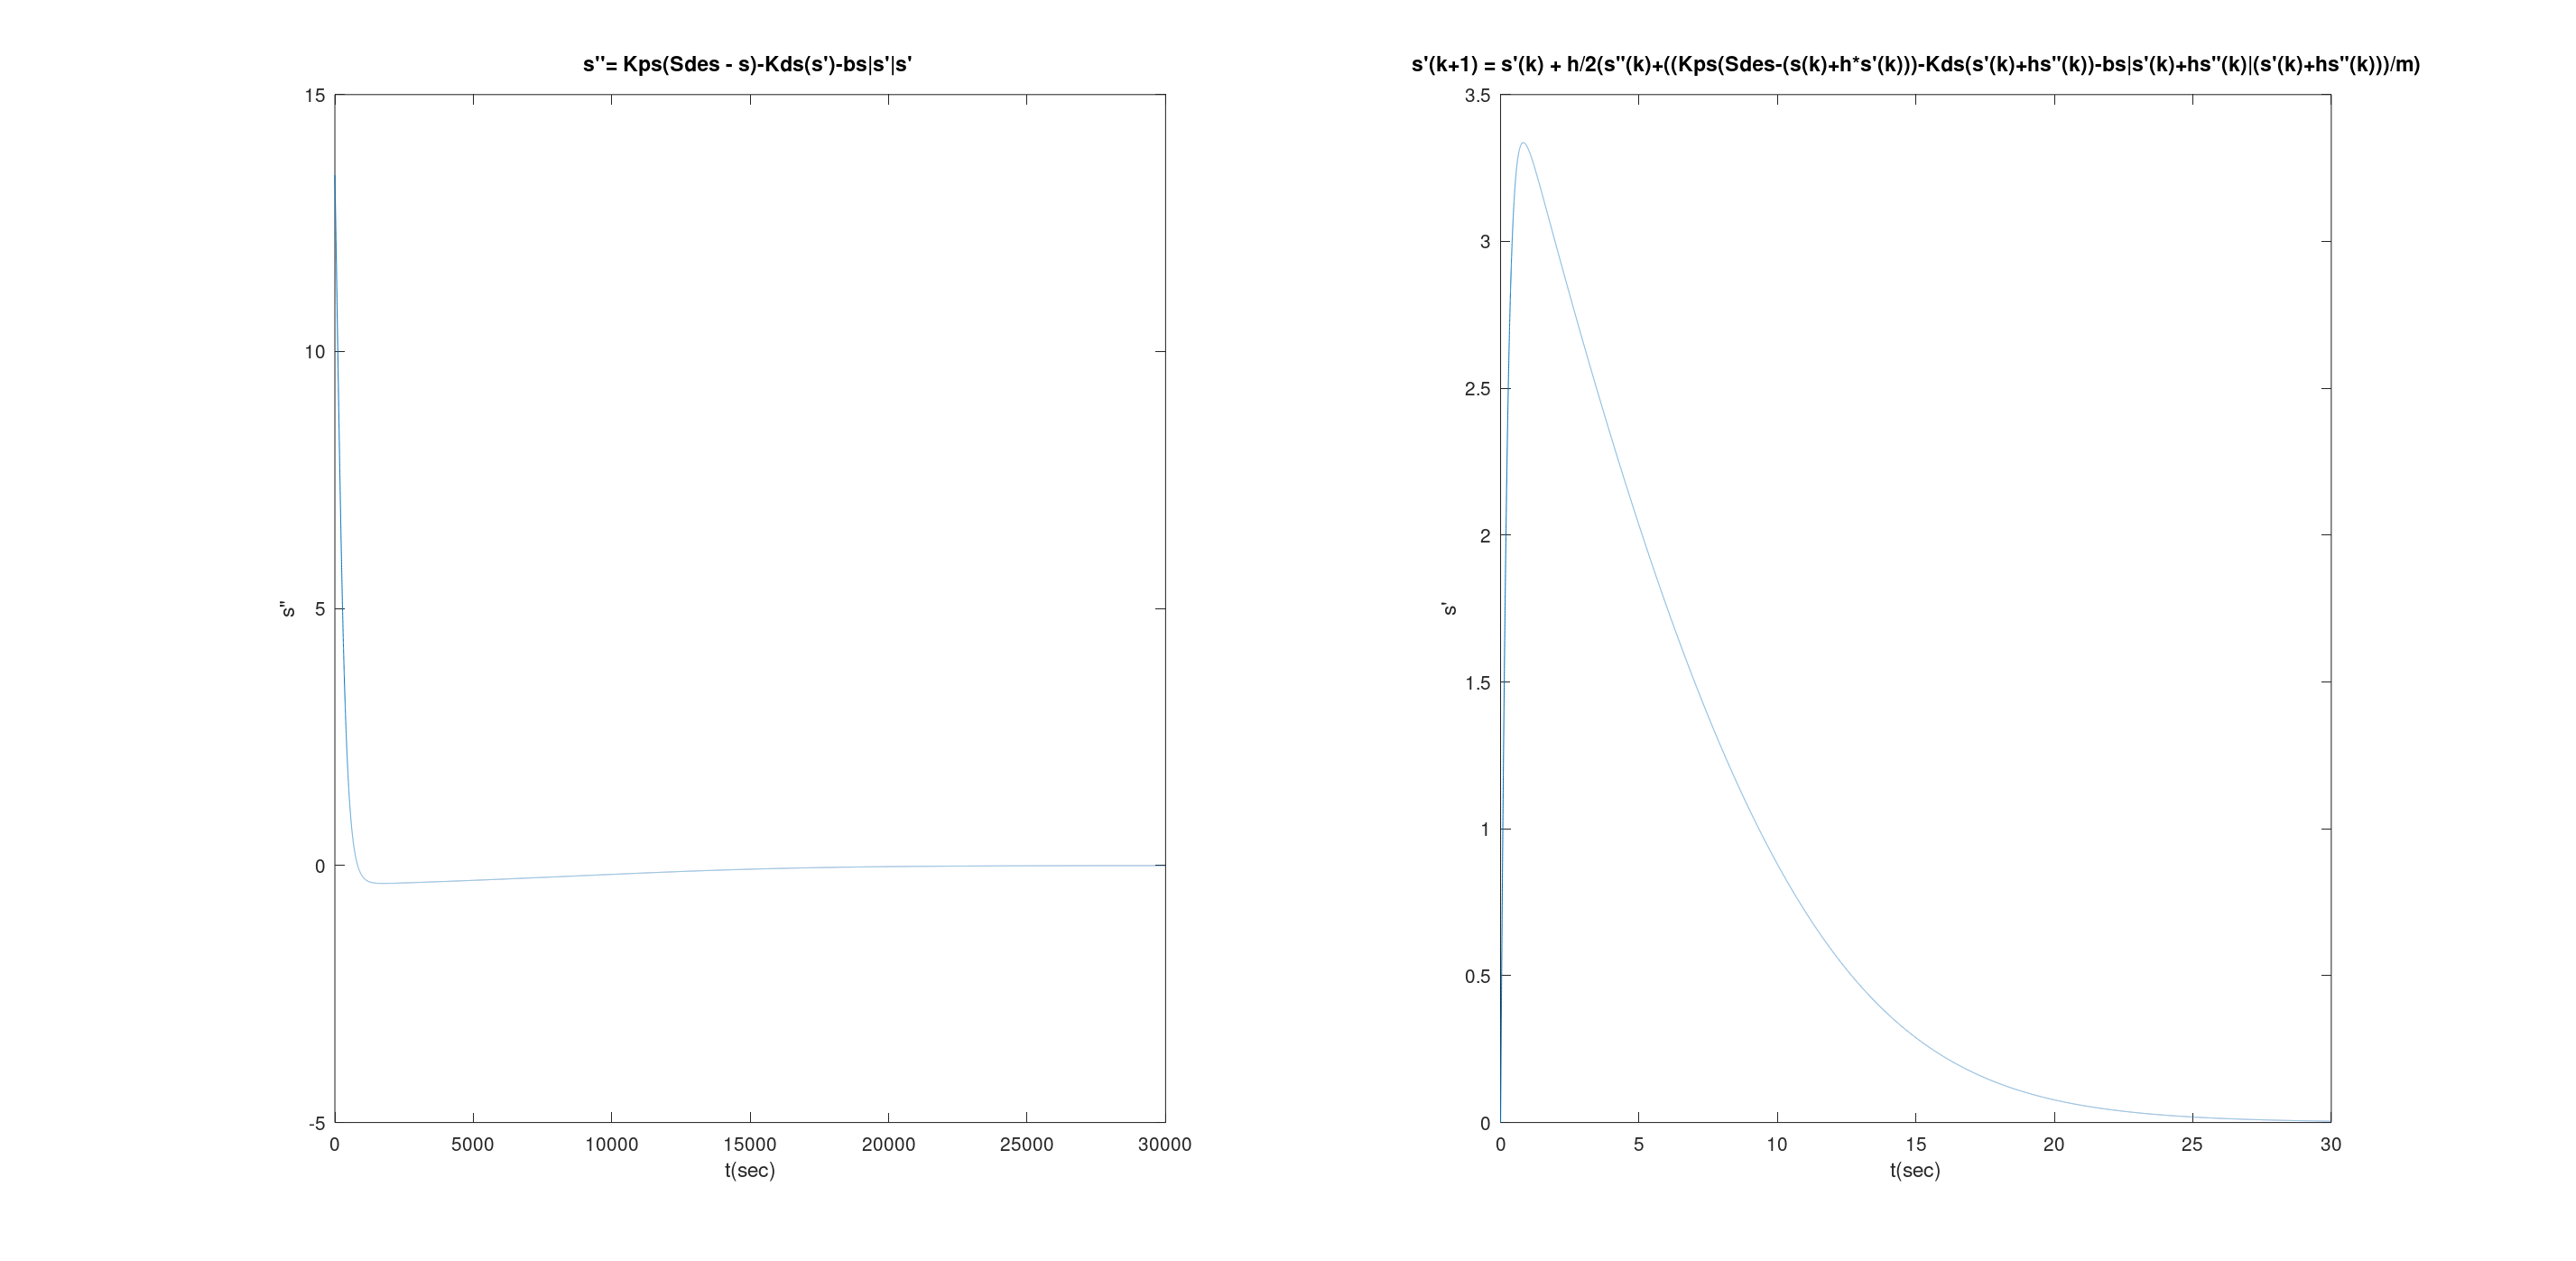 s''= Kps(Sdes - s)-Kds(s')-bs|s'|s'
15
10
5
0
-5
s''
0 5000 10000 15000 20000 25000 30000
t(sec)
s'(k+1) = s'(k) + h/2(s''(k)+((Kps(Sdes-(s(k)+h*s'(k)))-Kds(s'(k)+hs''(k))-bs|s'(k)+hs''(k)|(s'(k)+hs''(k)))/m)
3.5
3
2.5
2
1.5
1
0.5
0
s'
0 5 10 15 20 25 30
t(sec)